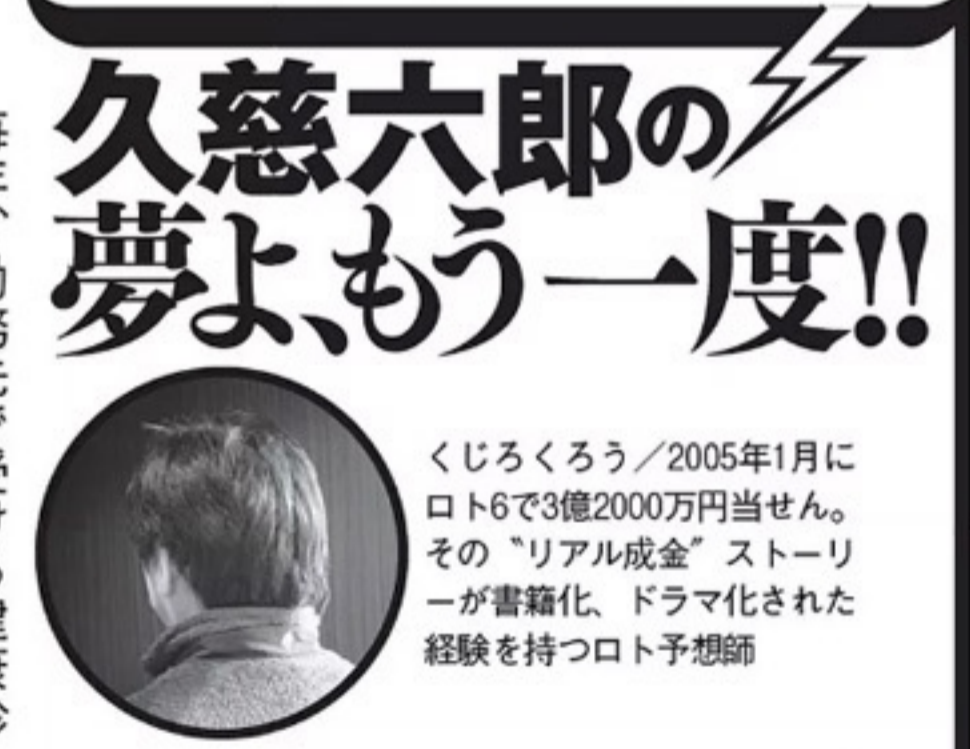 久慈六郎の
夢よ、もう一度!!
くじろくろう／2005年1月に
ロト6で3億2000万円当せん。
その〝リアル成金〟ストーリ
ーが書籍化、ドラマ化された
経験を持つロト予想師